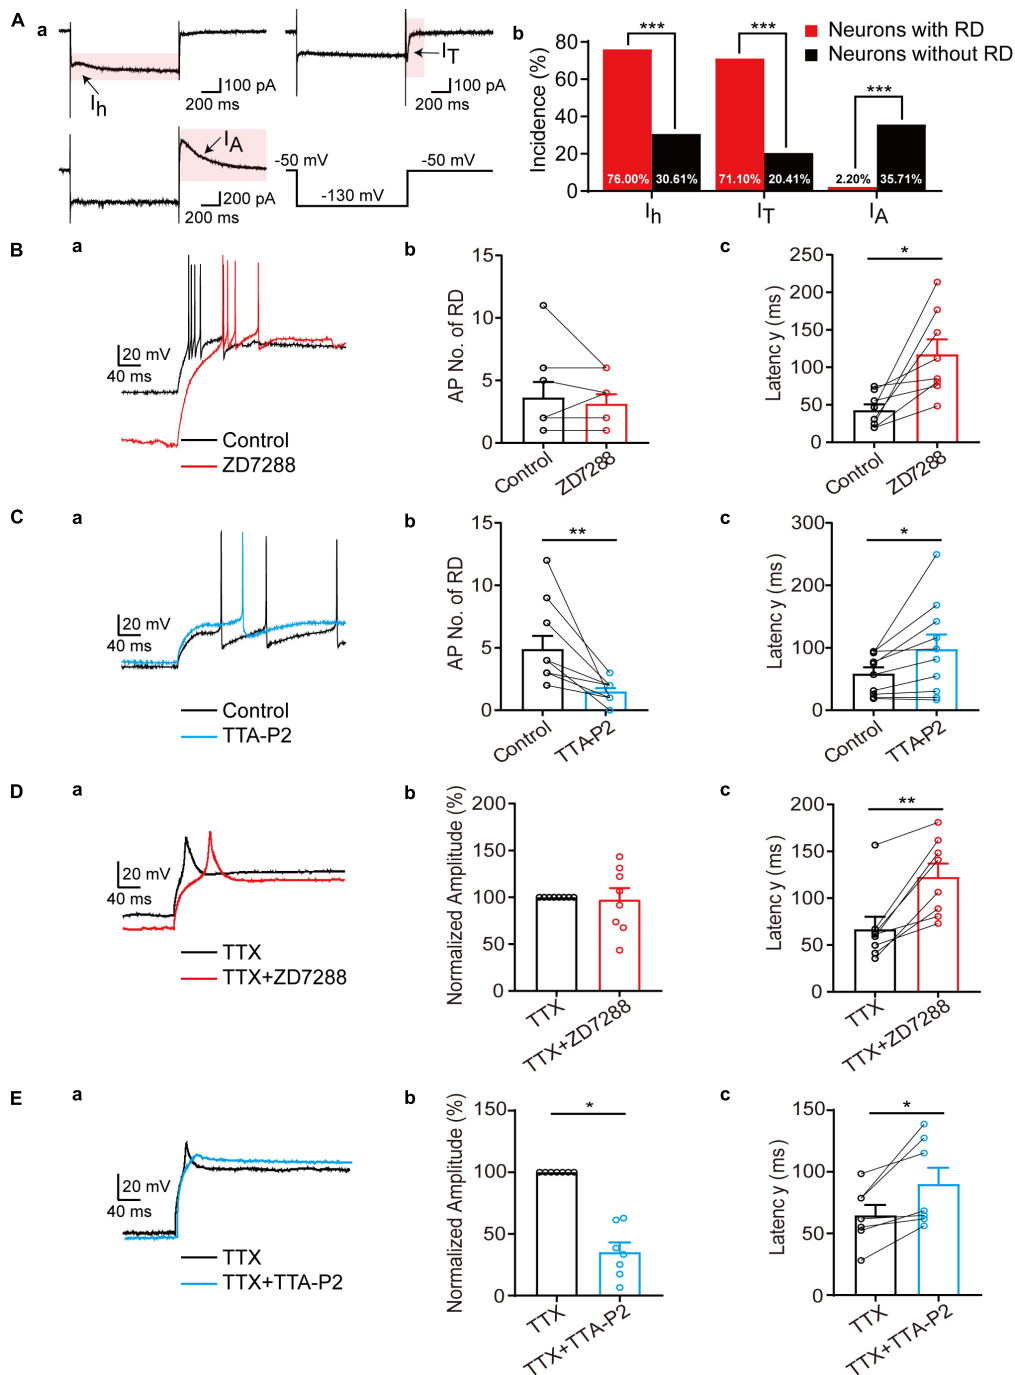 A
a
I_h
100 pA
200 ms
I_T
100 pA
200 ms
I_A
200 pA
200 ms
-50 mV
-50 mV
-130 mV
b
Neurons with RD
Neurons without RD
Incidence (%)
80
60
40
20
0
***
***
***
76.00%
30.61%
71.10%
20.41%
2.20%
35.71%
I_h
I_T
I_A
B
a
20 mV
40 ms
Control
ZD7288
b
AP No. of RD
15
10
5
0
Control
ZD7288
c
Latency (ms)
250
200
150
100
50
0
*
Control
ZD7288
C
a
20 mV
40 ms
Control
TTA-P2
b
AP No. of RD
15
10
5
0
**
Control
TTA-P2
c
Latency (ms)
300
200
100
0
*
Control
TTA-P2
D
a
20 mV
40 ms
TTX
TTX+ZD7288
b
Normalized Amplitude (%)
200
150
100
50
0
TTX
TTX+ZD7288
c
Latency (ms)
200
150
100
50
0
**
TTX
TTX+ZD7288
E
a
20 mV
40 ms
TTX
TTX+TTA-P2
b
Normalized Amplitude (%)
150
100
50
0
*
TTX
TTX+TTA-P2
c
Latency (ms)
150
100
50
0
*
TTX
TTX+TTA-P2